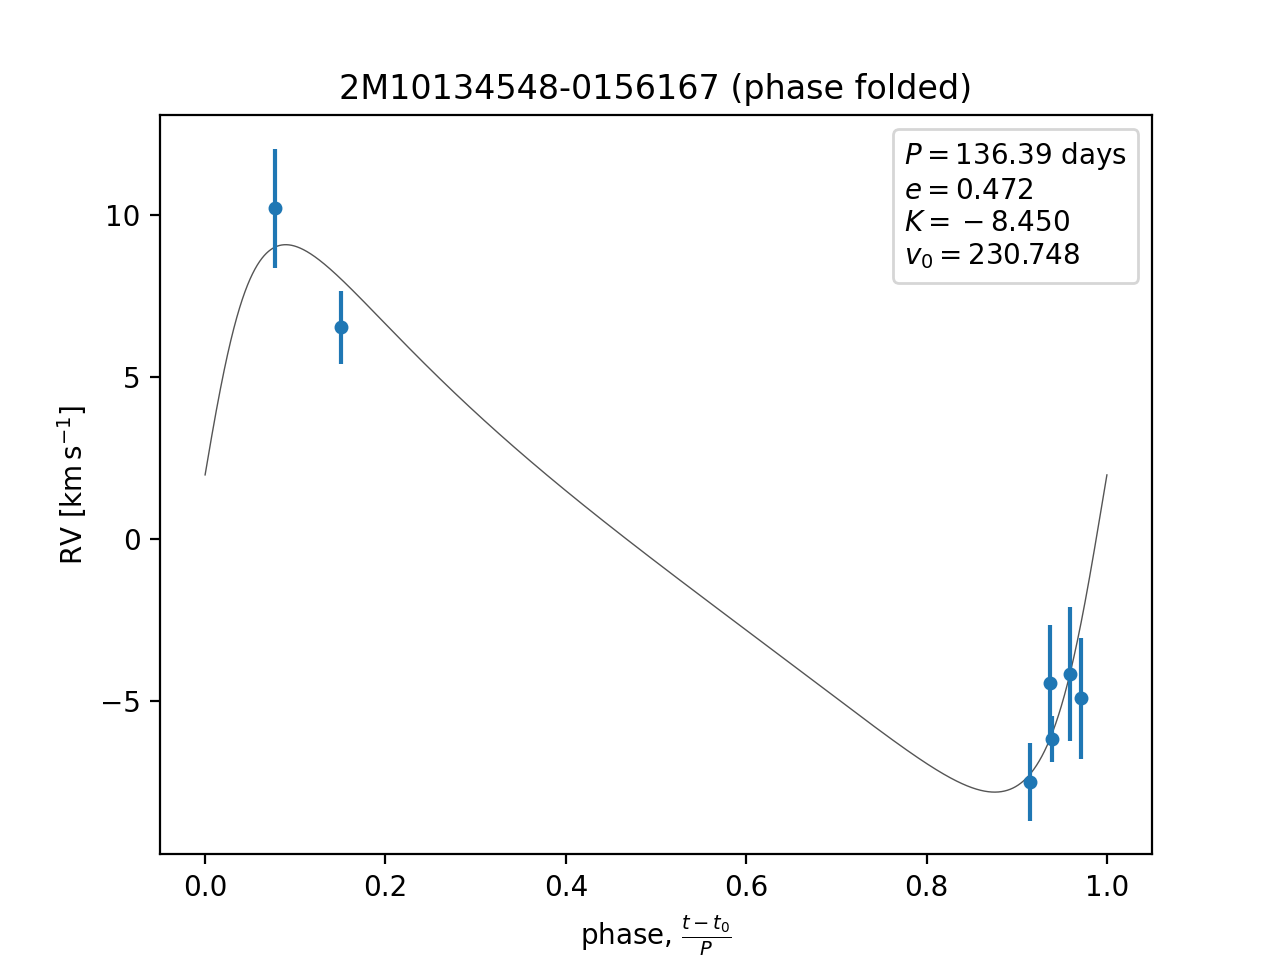 2M10134548-0156167 (phase folded)
P = 136.39 days
e = 0.472
K = − 8.450
v₀ = 230.748
RV [km s⁻¹]
10
5
0
−5
0.0 0.2 0.4 0.6 0.8 1.0
phase, (t − t₀)/P